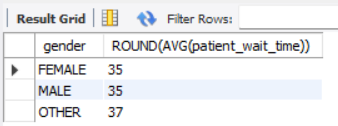 Result Grid Filter Rows:
gender ROUND(AVG(patient_wait_time))
FEMALE 35
MALE 35
OTHER 37